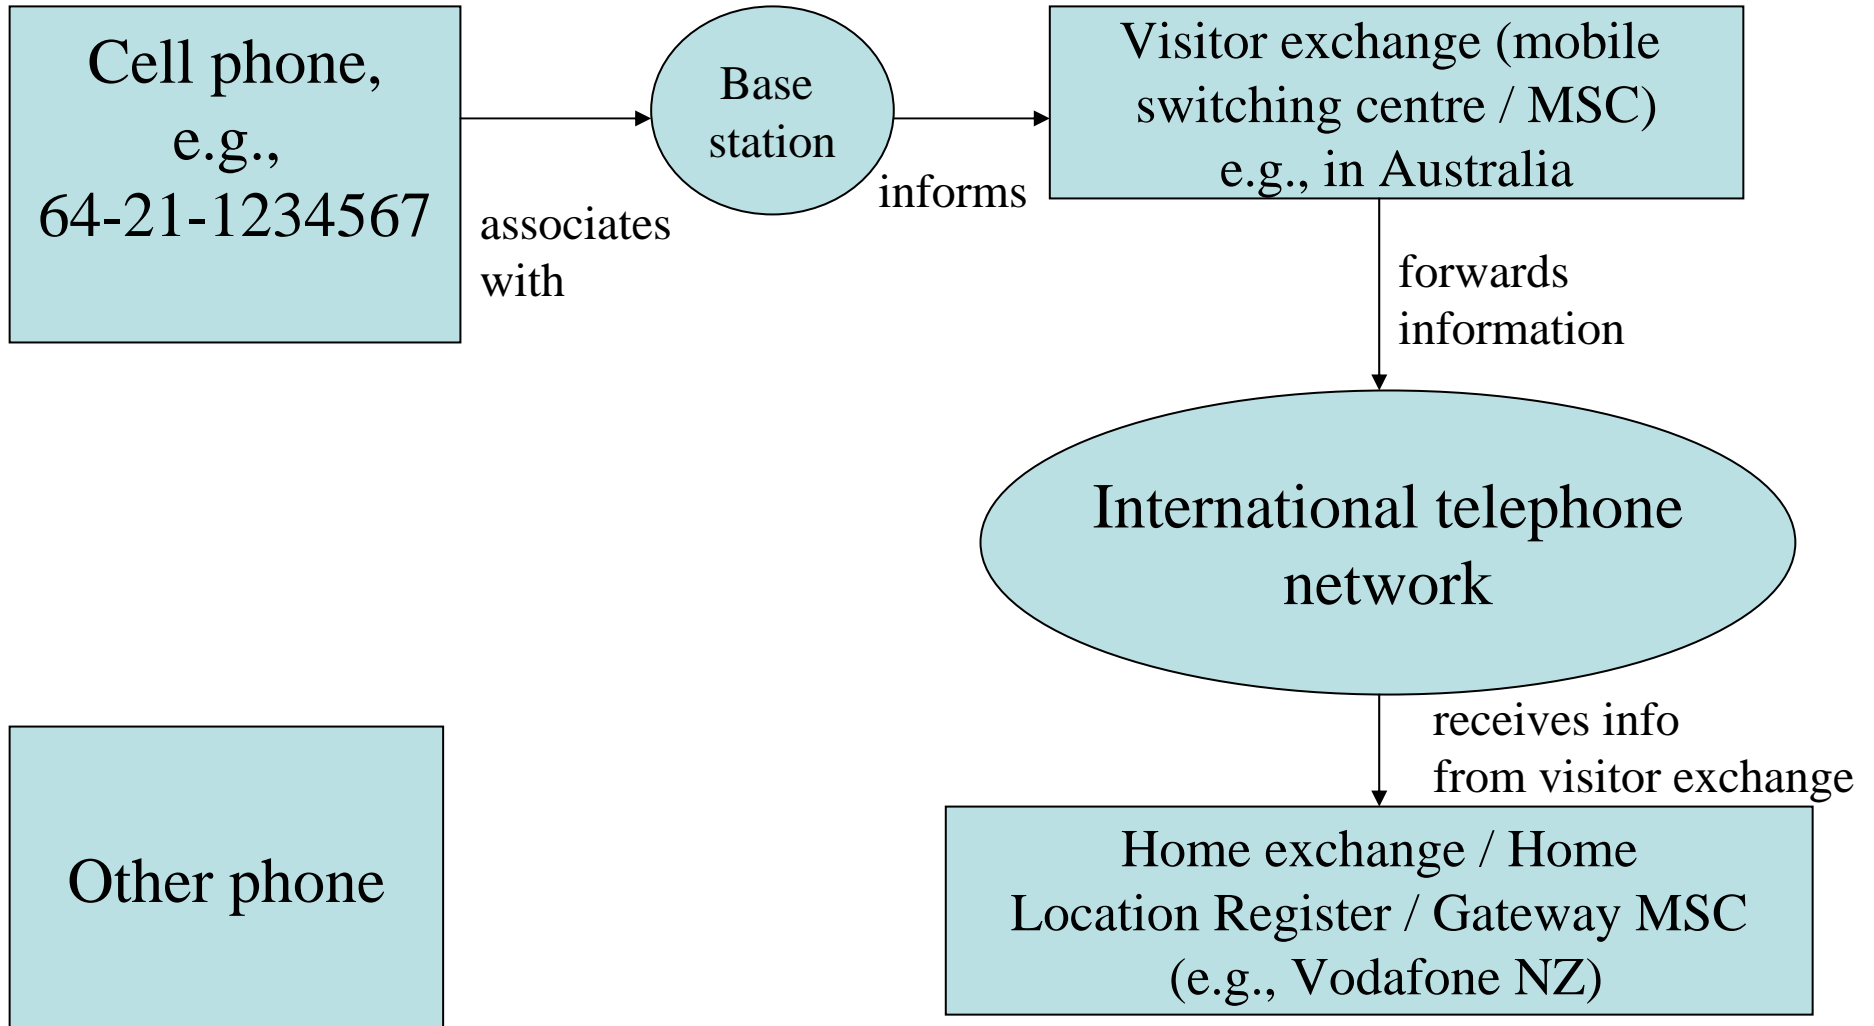 Cell phone,
e.g.,
64-21-1234567
associates
with
Base
station
informs
Visitor exchange (mobile
switching centre / MSC)
e.g., in Australia
forwards
information
International telephone
network
receives info
from visitor exchange
Home exchange / Home
Location Register / Gateway MSC
(e.g., Vodafone NZ)
Other phone